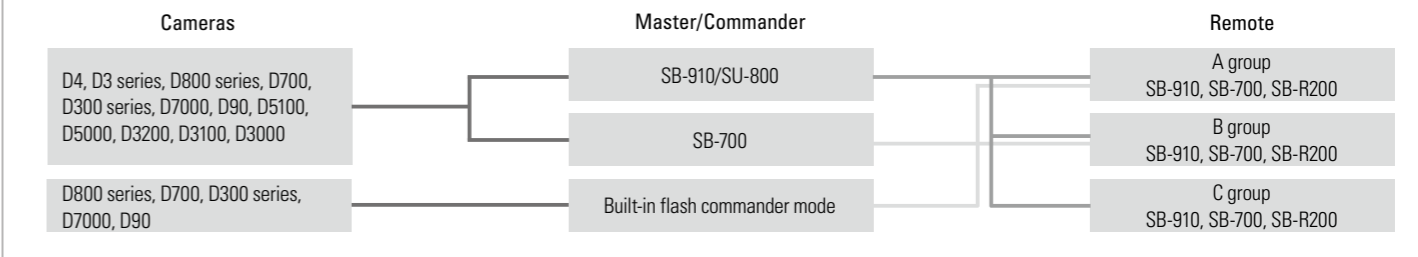 Cameras
Master/Commander
Remote
D4, D3 series, D800 series, D700,
D300 series, D7000, D90, D5100,
D5000, D3200, D3100, D3000
SB-910/SU-800
A group
SB-910, SB-700, SB-R200
SB-700
B group
SB-910, SB-700, SB-R200
D800 series, D700, D300 series,
D7000, D90
Built-in flash commander mode
C group
SB-910, SB-700, SB-R200